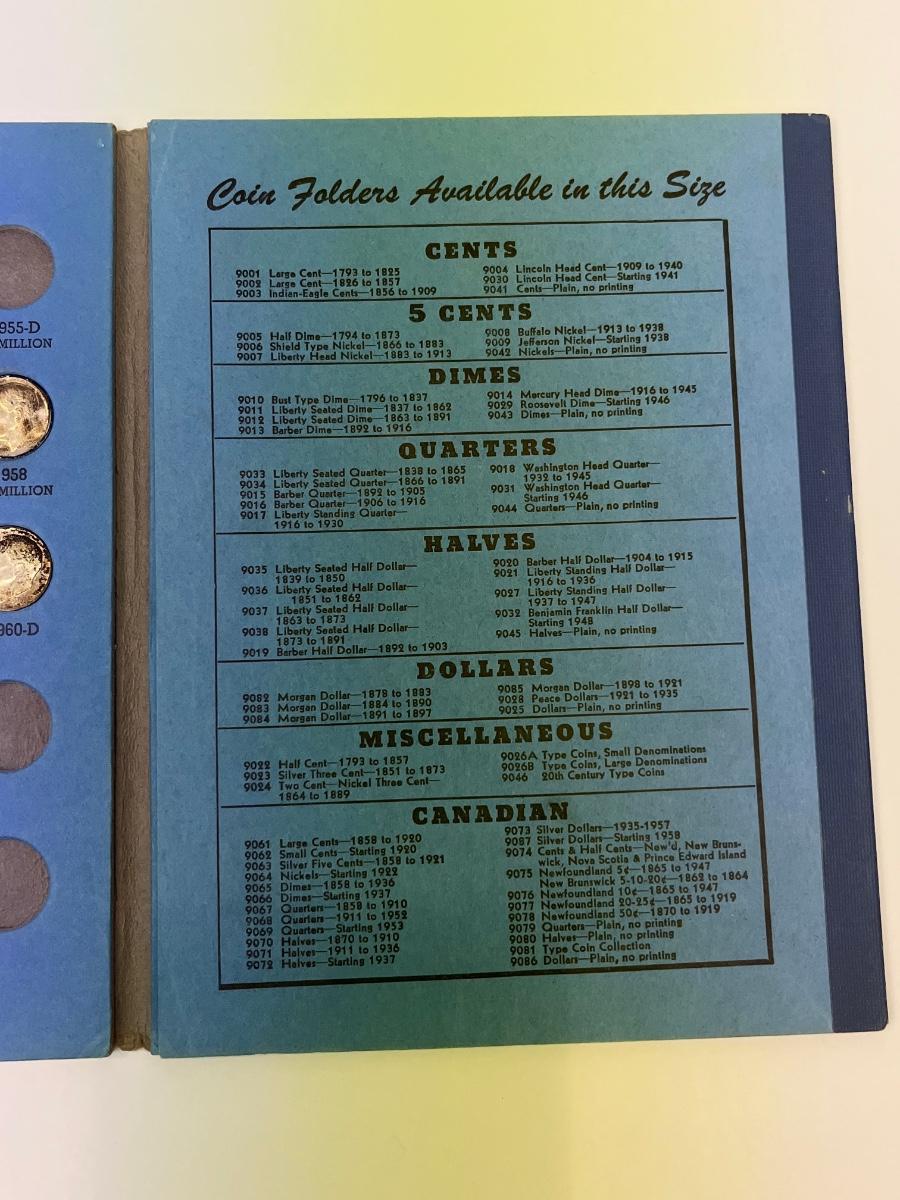 955-D
MILLION
958
MILLION
960-D
Coin Folders Available in this Size
CENTS
9001 Large Cent—1793 to 1825
9002 Large Cent—1826 to 1857
9003 Indian-Eagle Cents—1856 to 1909
9004 Lincoln Head Cent—1909 to 1940
9030 Lincoln Head Cent—Starting 1941
9041 Cents—Plain, no printing
5 CENTS
9005 Half Dime—1794 to 1873
9006 Shield Type Nickel—1866 to 1883
9007 Liberty Head Nickel—1883 to 1913
9008 Buffalo Nickel—1913 to 1938
9009 Jefferson Nickel—Starting 1938
9042 Nickels—Plain, no printing
DIMES
9010 Bust Type Dime—1796 to 1837
9011 Liberty Seated Dime—1837 to 1862
9012 Liberty Seated Dime—1863 to 1891
9013 Barber Dime—1892 to 1916
9014 Mercury Head Dime—1916 to 1945
9029 Roosevelt Dime—Starting 1946
9043 Dimes—Plain, no printing
QUARTERS
9033 Liberty Seated Quarter—1838 to 1865
9034 Liberty Seated Quarter—1866 to 1891
9015 Barber Quarter—1892 to 1905
9016 Barber Quarter—1906 to 1916
9017 Liberty Standing Quarter—
1916 to 1930
9018 Washington Head Quarter—
1932 to 1945
9031 Washington Head Quarter—
Starting 1946
9044 Quarters—Plain, no printing
HALVES
9035 Liberty Seated Half Dollar—
1839 to 1850
9036 Liberty Seated Half Dollar—
1851 to 1862
9037 Liberty Seated Half Dollar—
1863 to 1873
9038 Liberty Seated Half Dollar—
1873 to 1891
9019 Barber Half Dollar—1892 to 1903
9020 Barber Half Dollar—1904 to 1915
9021 Liberty Standing Half Dollar—
1916 to 1936
9027 Liberty Standing Half Dollar—
1937 to 1947
9032 Benjamin Franklin Half Dollar—
Starting 1948
9045 Halves—Plain, no printing
DOLLARS
9082 Morgan Dollar—1878 to 1883
9083 Morgan Dollar—1884 to 1890
9084 Morgan Dollar—1891 to 1897
9085 Morgan Dollar—1898 to 1921
9028 Peace Dollars—1921 to 1935
9025 Dollars—Plain, no printing
MISCELLANEOUS
9022 Half Cent—1793 to 1857
9023 Silver Three Cent—1851 to 1873
9024 Two Cent—Nickel Three Cent—
1864 to 1889
9026A Type Coins, Small Denominations
9026B Type Coins, Large Denominations
9046 20th Century Type Coins
CANADIAN
9061 Large Cents—1858 to 1920
9062 Small Cents—Starting 1920
9063 Silver Five Cents—1858 to 1921
9064 Nickels—Starting 1922
9065 Dimes—1858 to 1936
9066 Dimes—Starting 1937
9067 Quarters—1858 to 1910
9068 Quarters—1911 to 1952
9069 Quarters—Starting 1953
9070 Halves—1870 to 1910
9071 Halves—1911 to 1936
9072 Halves—Starting 1937
9073 Silver Dollars—1935-1957
9087 Silver Dollars—Starting 1958
9074 Cents & Half Cents—New'd, New Bruns-
wick, Nova Scotia & Prince Edward Island
9075 Newfoundland 5¢—1865 to 1947
New Brunswick 5-10-20¢—1862 to 1864
9076 Newfoundland 10¢—1865 to 1947
9077 Newfoundland 20-25¢—1865 to 1919
9078 Newfoundland 50¢—1870 to 1919
9079 Quarters—Plain, no printing
9080 Halves—Plain, no printing
9081 Type Coin Collection
9086 Dollars—Plain, no printing